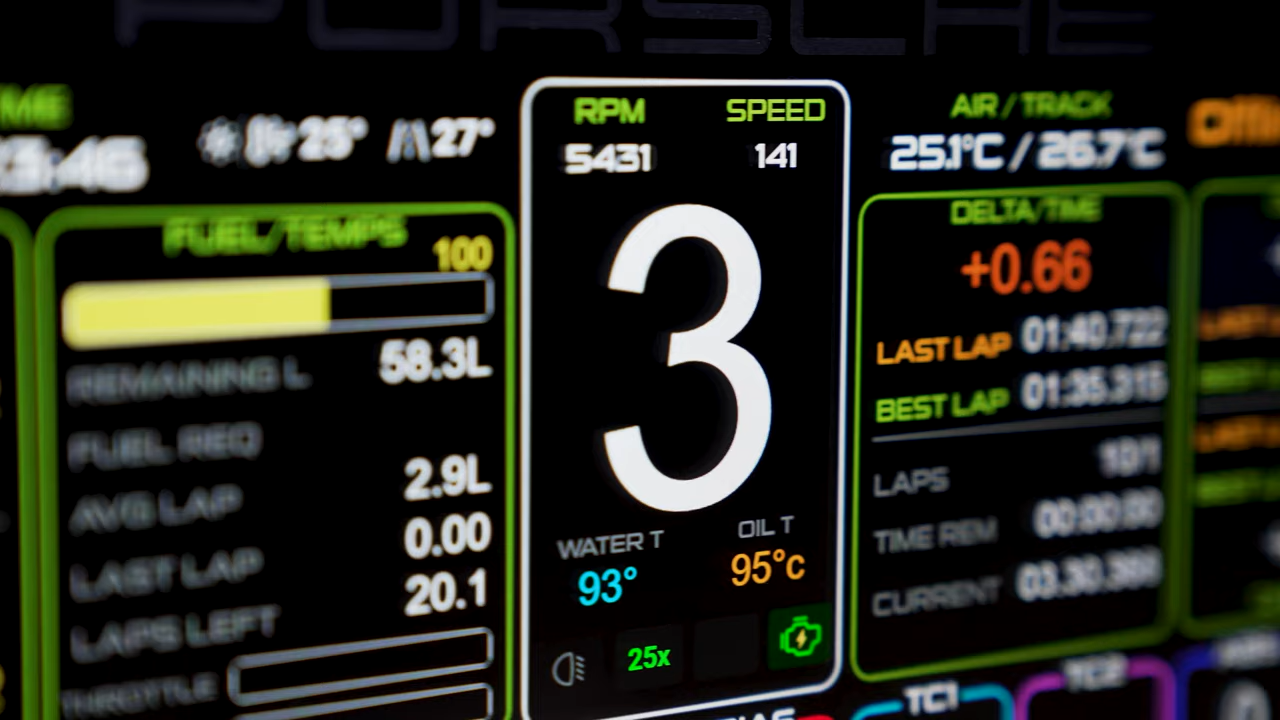 PORSCHE
25° 27°
FUEL/TEMPS
100
REMAINING L 58.3L
FUEL REQ
AVG LAP 2.9L
LAST LAP 0.00
LAPS LEFT 20.1
THROTTLE
RPM SPEED
5431 141
3
WATER T OIL T
93° 95°c
25x
AIR / TRACK
25.1°C / 26.7°C
DELTA/TIME
+0.66
LAST LAP 01:40.722
BEST LAP 01:35.315
LAPS
TIME REM 00:00:00
CURRENT
TC1
TC2